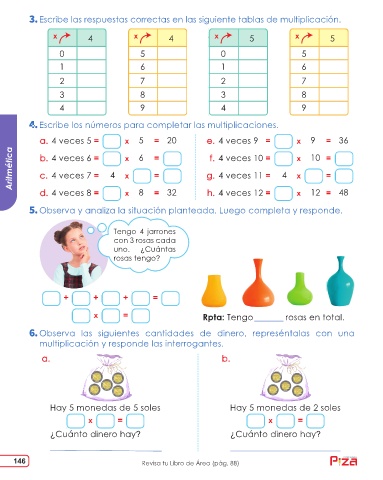 3. Escribe las respuestas correctas en las siguiente tablas de multiplicación.
x 4 x 4 x 5 x 5
0 5 0 5
1 6 1 6
2 7 2 7
3 8 3 8
4 9 4 9
4. Escribe los números para completar las multiplicaciones.
a. 4 veces 5 = x 5 = 20 e. 4 veces 9 = x 9 = 36
b. 4 veces 6 = x 6 = f. 4 veces 10 = x 10 =
c. 4 veces 7 = 4 x = g. 4 veces 11 = 4 x =
d. 4 veces 8 = x 8 = 32 h. 4 veces 12 = x 12 = 48
Aritmética
5. Observa y analiza la situación planteada. Luego completa y responde.
Tengo 4 jarrones
con 3 rosas cada
uno. ¿Cuántas
rosas tengo?
+ + + =
x =
Rpta: Tengo_______ rosas en total.
6. Observa las siguientes cantidades de dinero, represéntalas con una
multiplicación y responde las interrogantes.
a. b.
Hay 5 monedas de 5 soles Hay 5 monedas de 2 soles
x = x =
¿Cuánto dinero hay? ¿Cuánto dinero hay?
146 Revisa tu Libro de Área (pág. 88)